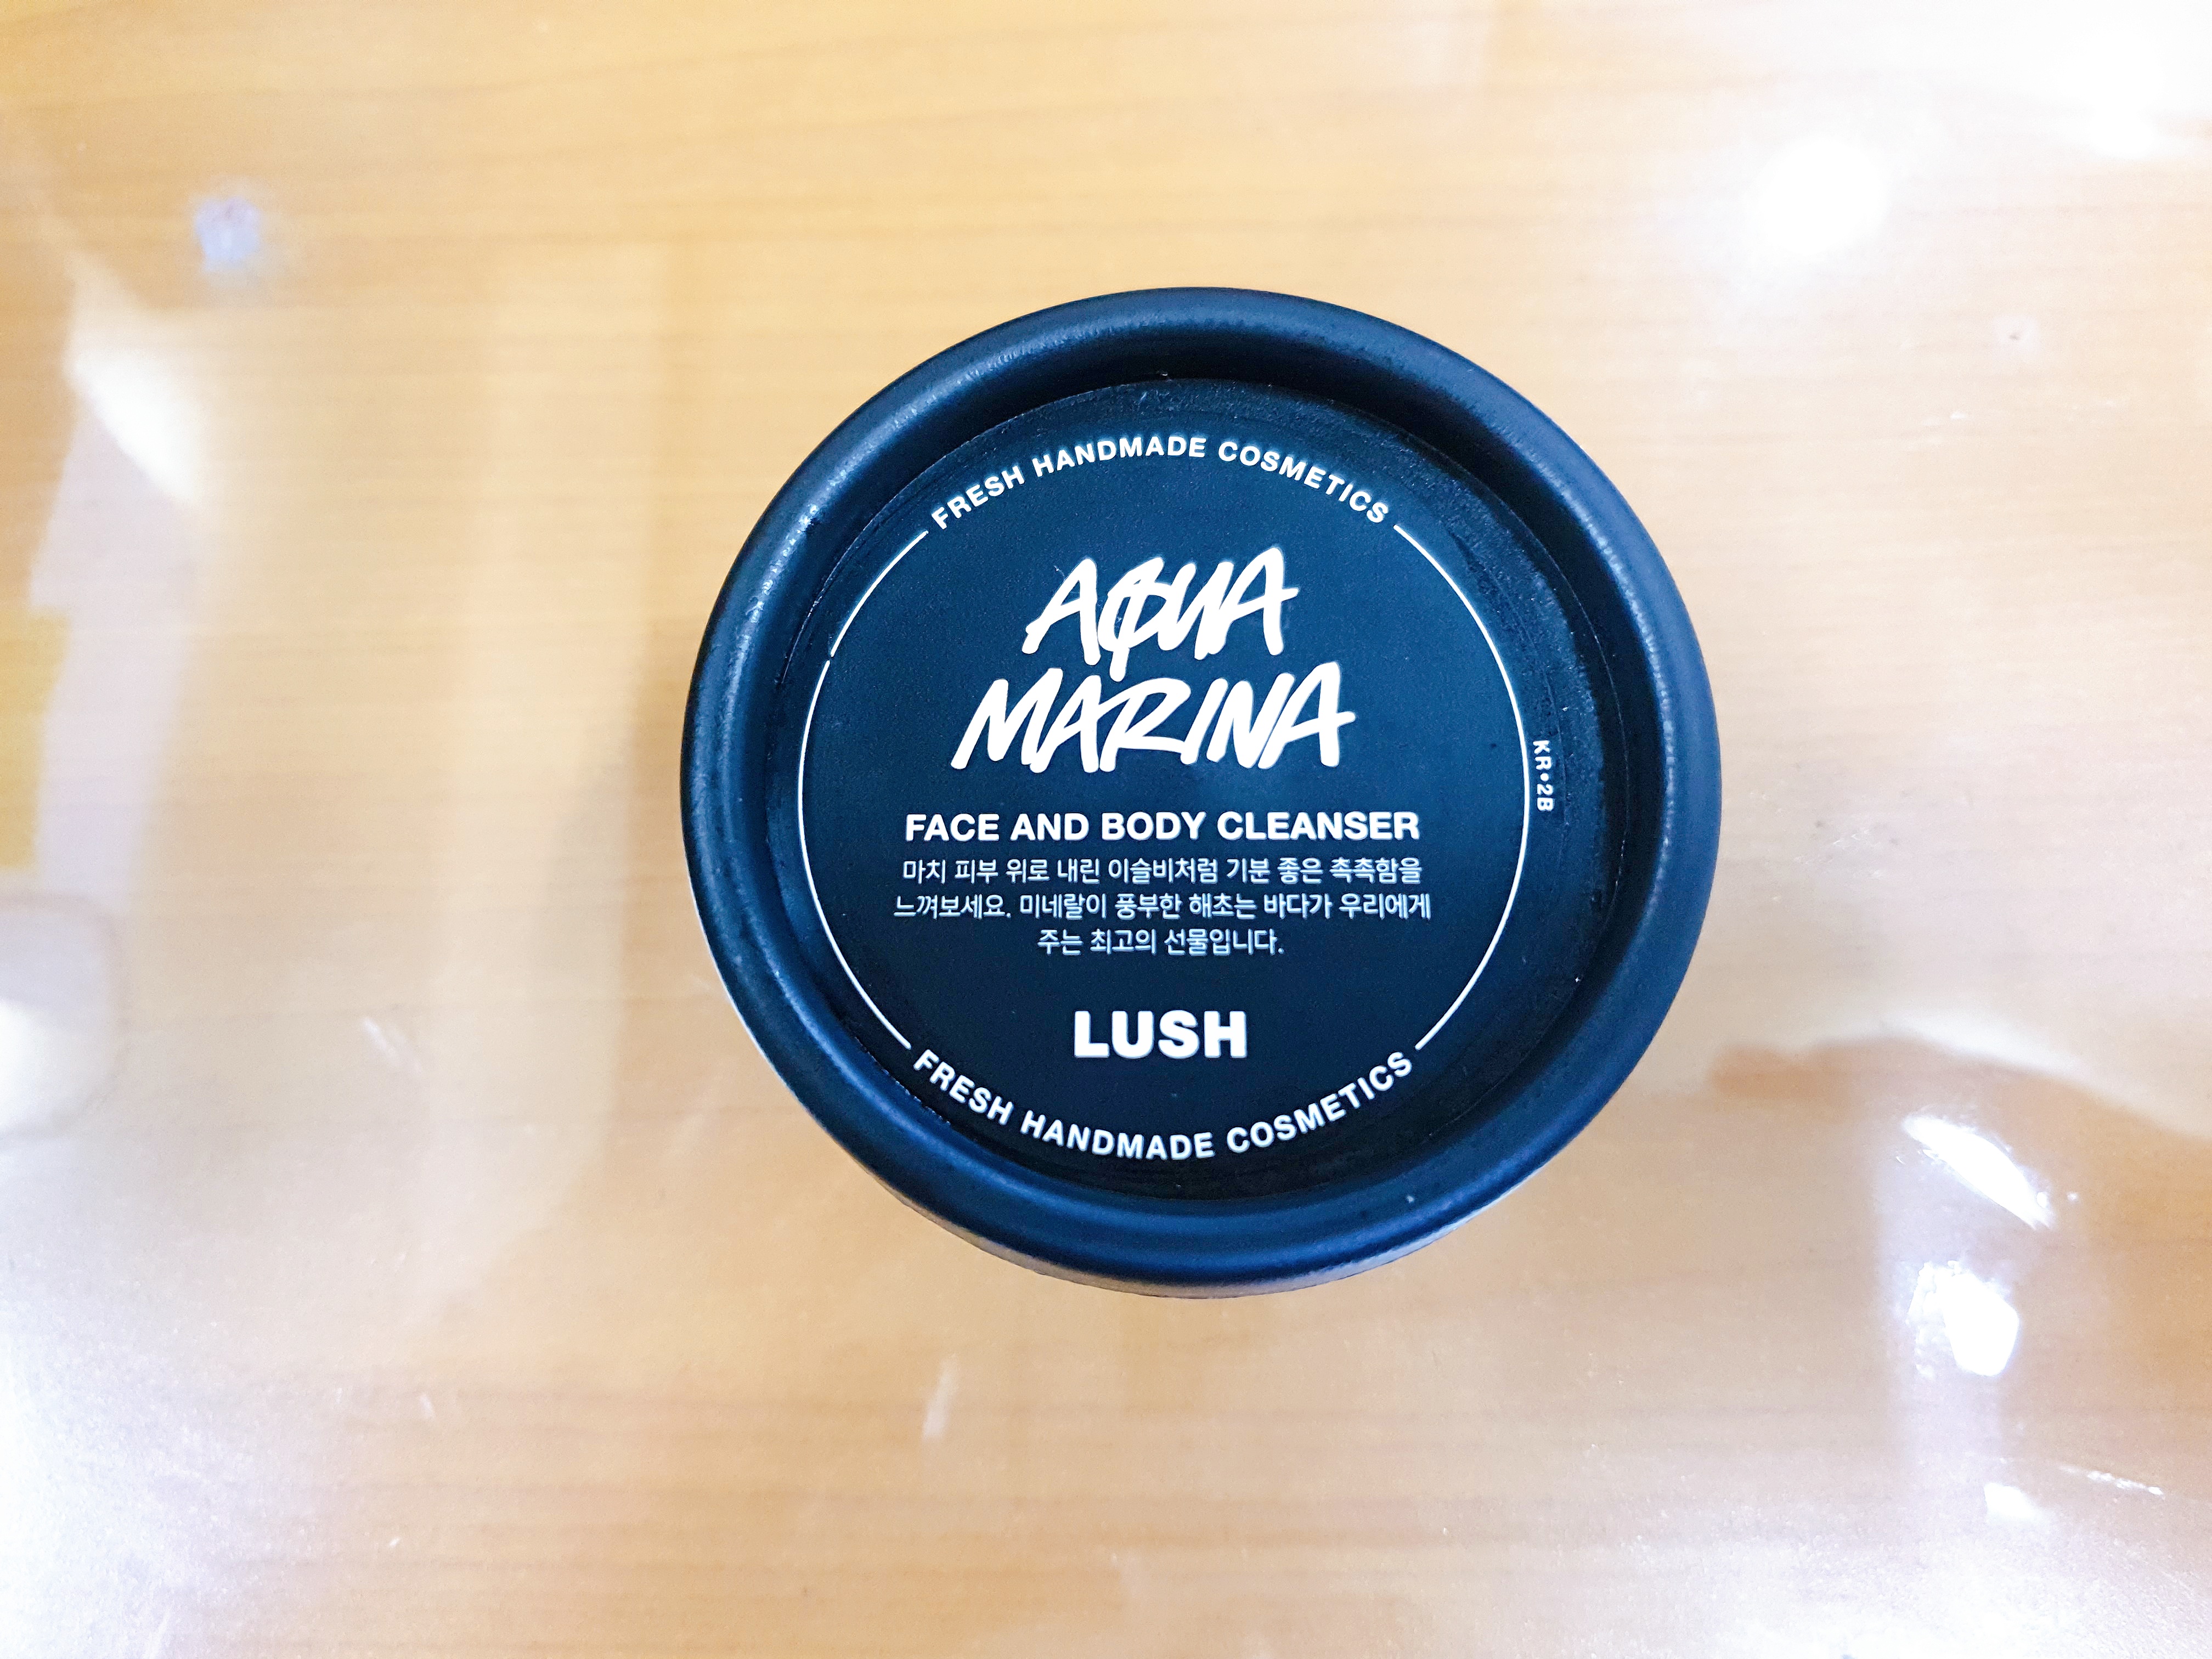 FRESH HANDMADE COSMETICS
AQUA
MARINA
FACE AND BODY CLEANSER
마치 피부 위로 내린 이슬비처럼 기분 좋은 촉촉함을
느껴보세요. 미네랄이 풍부한 해초는 바다가 우리에게
주는 최고의 선물입니다.
LUSH
FRESH HANDMADE COSMETICS
KR•2B